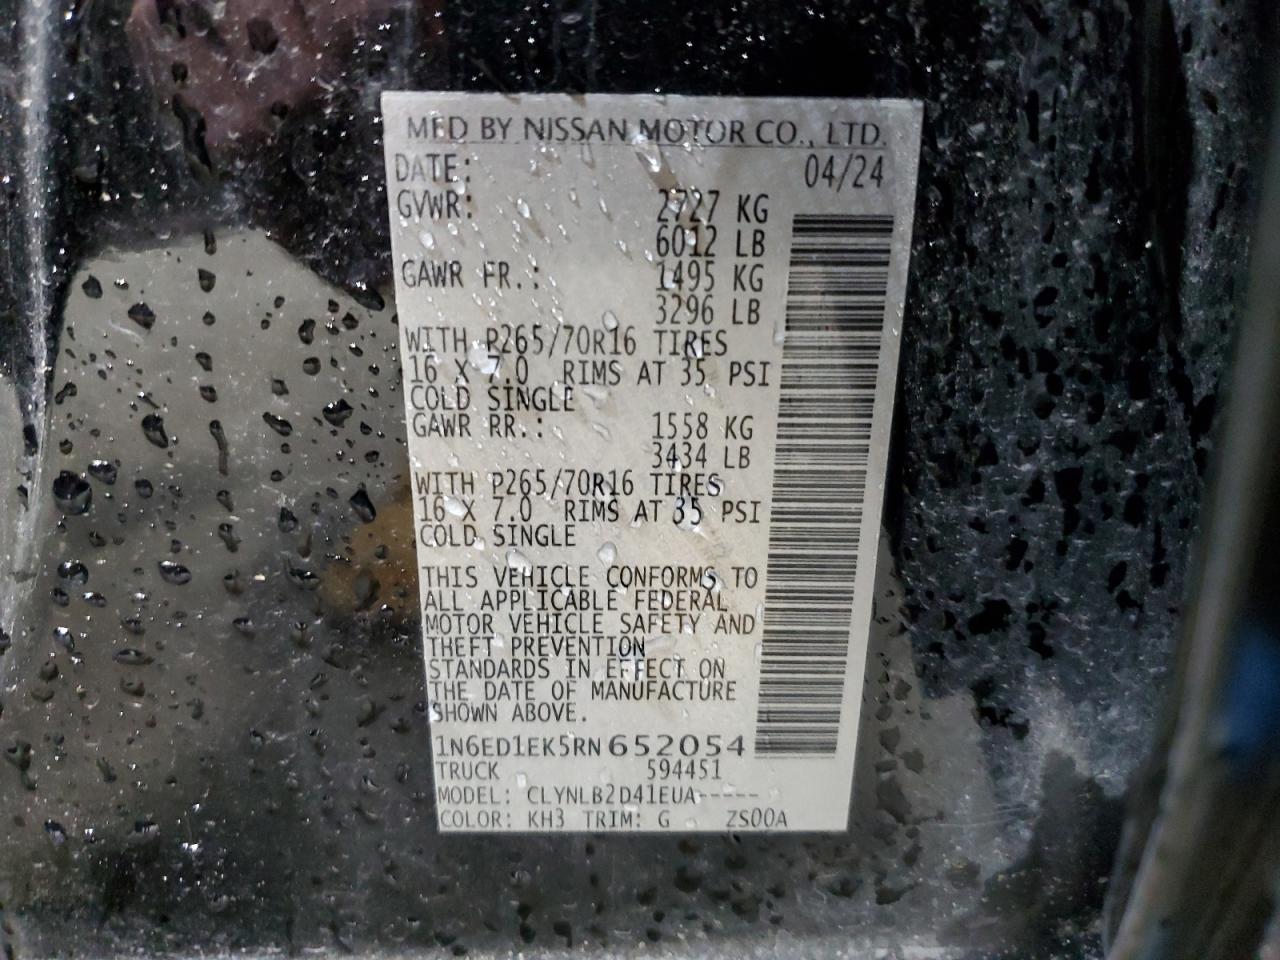 MFD BY NISSAN MOTOR CO., LTD.
DATE: 04/24
GVWR: 2727 KG
6012 LB
GAWR FR.: 1495 KG
3296 LB
WITH P265/70R16 TIRES
16 X 7.0 RIMS AT 35 PSI
COLD SINGLE
GAWR RR.: 1558 KG
3434 LB
WITH P265/70R16 TIRES
16 X 7.0 RIMS AT 35 PSI
COLD SINGLE
THIS VEHICLE CONFORMS TO
ALL APPLICABLE FEDERAL
MOTOR VEHICLE SAFETY AND
THEFT PREVENTION
STANDARDS IN EFFECT ON
THE DATE OF MANUFACTURE
SHOWN ABOVE.
1N6ED1EK5RN652054
TRUCK 594451
MODEL: CLYNLB2D41EUA-----
COLOR: KH3 TRIM: G ZS00A